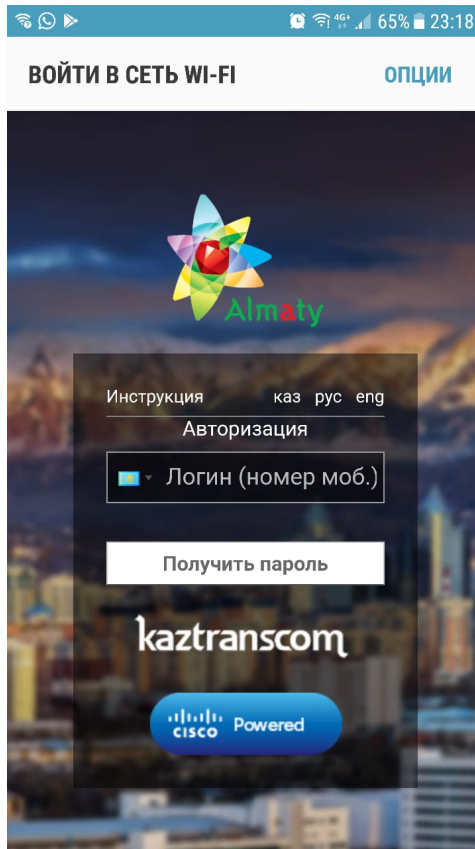 4G+ 65% 23:18
ВОЙТИ В СЕТЬ WI-FI ОПЦИИ
Almaty
Инструкция каз рус eng
Авторизация
Логин (номер моб.)
Получить пароль
kaztranscom
cisco Powered